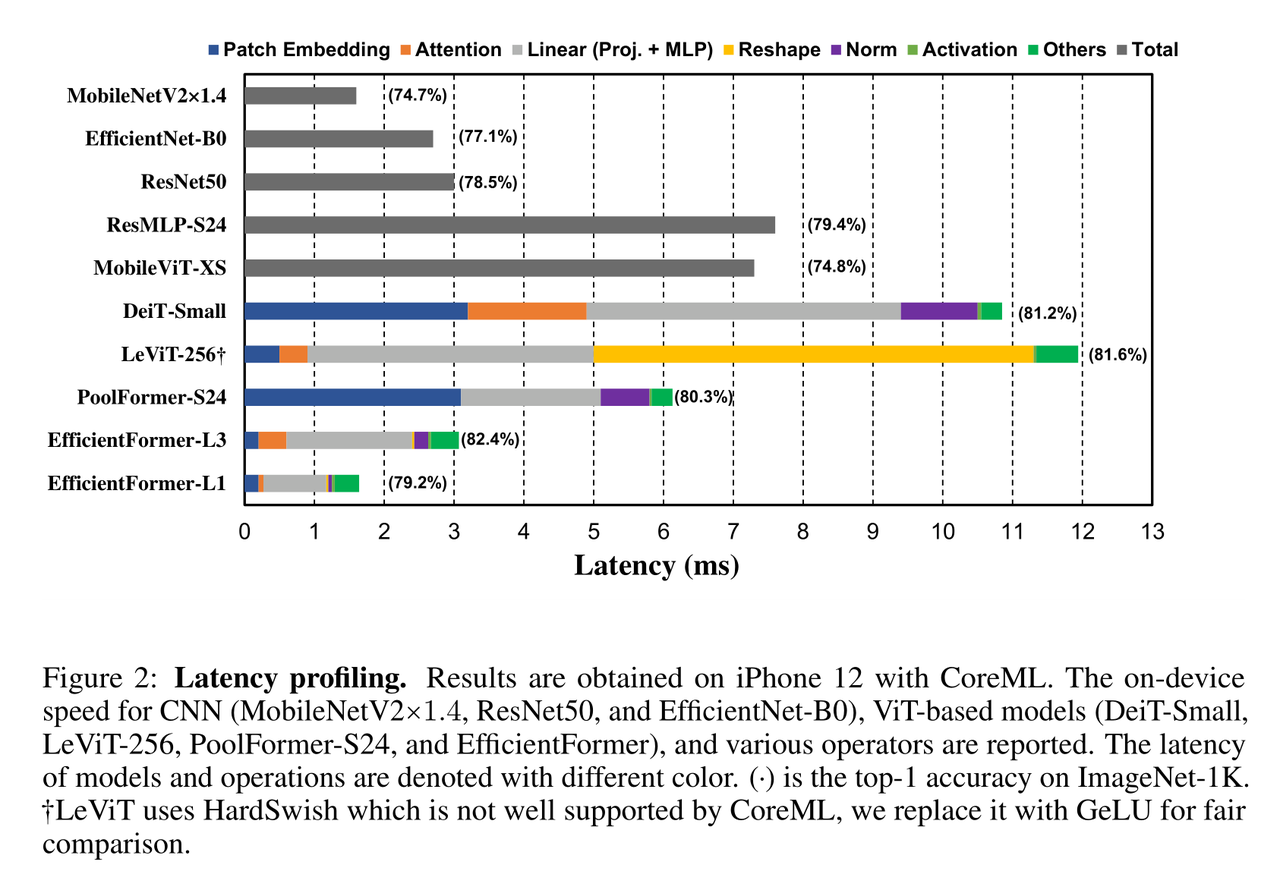 Patch Embedding Attention Linear (Proj. + MLP) Reshape Norm Activation Others Total
MobileNetV2×1.4 (74.7%)
EfficientNet-B0 (77.1%)
ResNet50 (78.5%)
ResMLP-S24 (79.4%)
MobileViT-XS (74.8%)
DeiT-Small (81.2%)
LeViT-256† (81.6%)
PoolFormer-S24 (80.3%)
EfficientFormer-L3 (82.4%)
EfficientFormer-L1 (79.2%)
0 1 2 3 4 5 6 7 8 9 10 11 12 13
Latency (ms)
Figure 2: Latency profiling. Results are obtained on iPhone 12 with CoreML. The on-device
speed for CNN (MobileNetV2×1.4, ResNet50, and EfficientNet-B0), ViT-based models (DeiT-Small,
LeViT-256, PoolFormer-S24, and EfficientFormer), and various operators are reported. The latency
of models and operations are denoted with different color. (·) is the top-1 accuracy on ImageNet-1K.
†LeViT uses HardSwish which is not well supported by CoreML, we replace it with GeLU for fair
comparison.